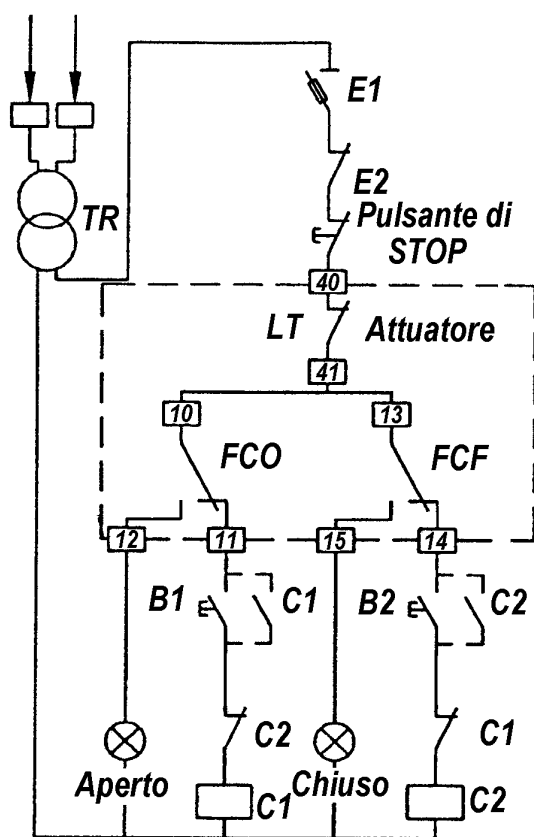 E1
E2
TR
Pulsante di
STOP
40
LT
Attuatore
41
10
13
FCO
FCF
12
11
15
14
B1
C1
B2
C2
C2
C1
Aperto
C1
Chiuso
C2